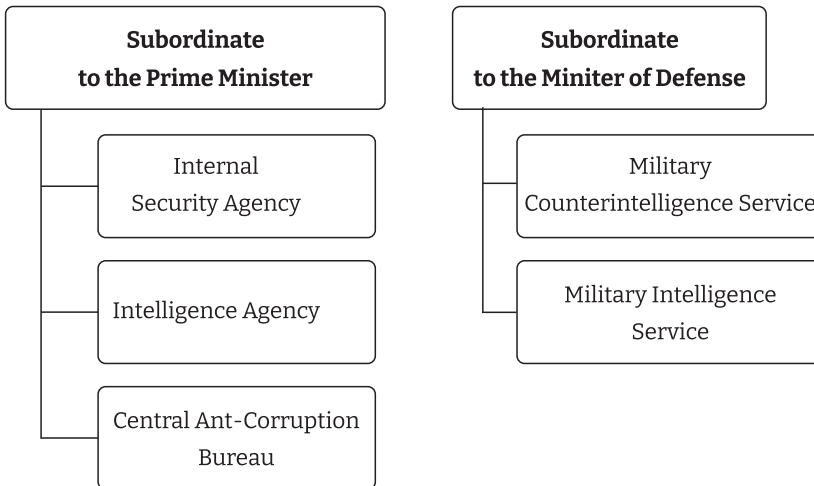 Subordinate
to the Prime Minister
Internal
Security Agency
Intelligence Agency
Central Ant-Corruption
Bureau
Subordinate
to the Miniter of Defense
Military
Counterintelligence Service
Military Intelligence
Service